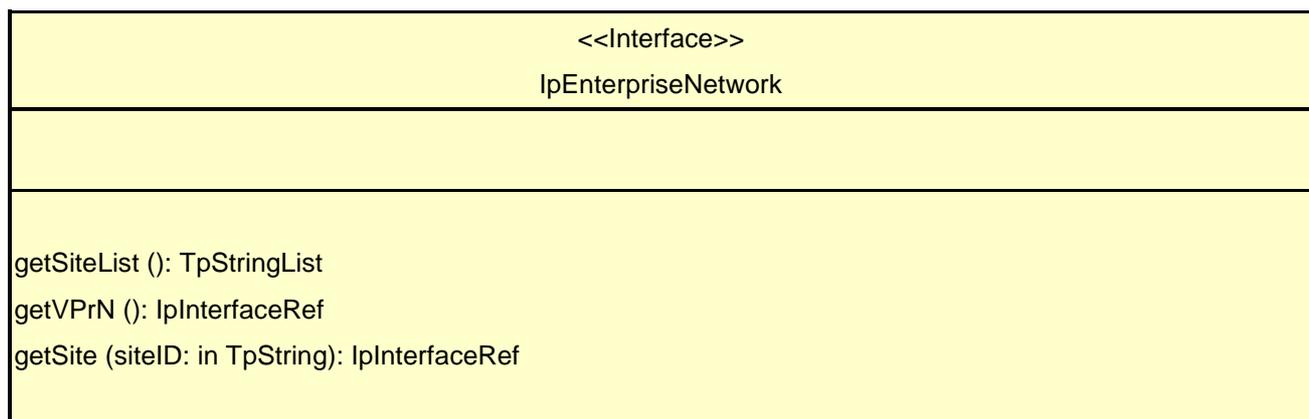 <<Interface>>
IpEnterpriseNetwork
getSiteList (): TpStringList
getVPrN (): IpInterfaceRef
getSite (siteID: in TpString): IpInterfaceRef